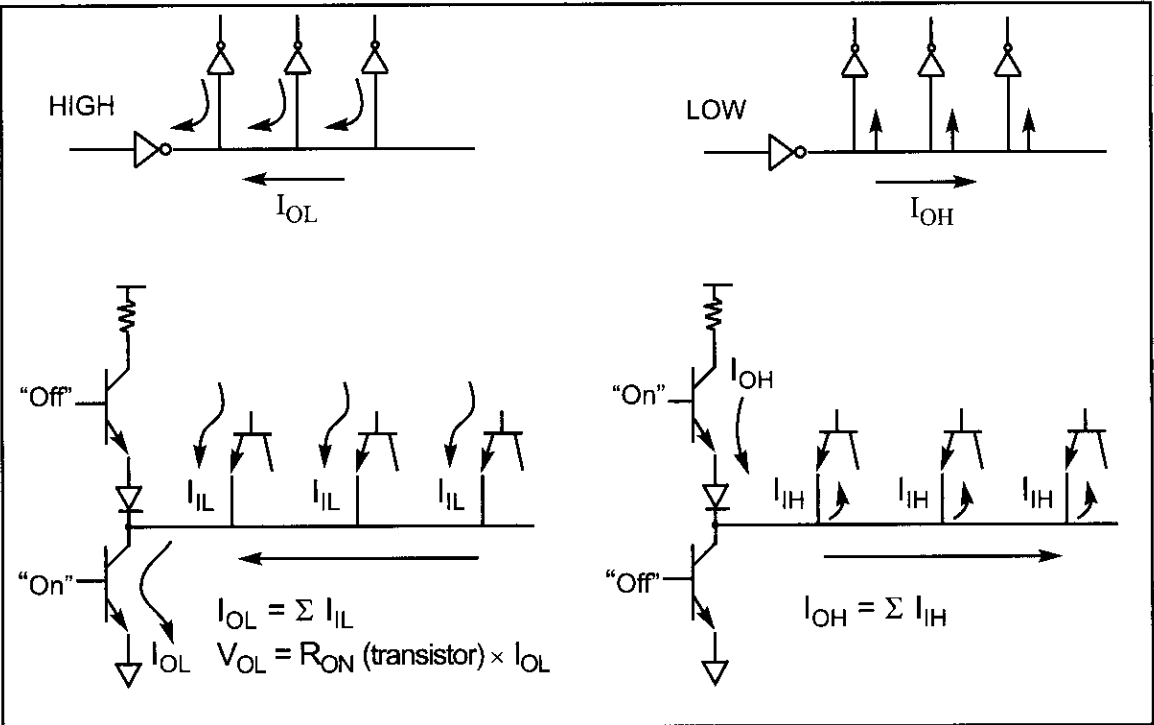 HIGH
I_OL
LOW
I_OH
"Off"
I_IL
I_IL
I_IL
"On"
I_OL
I_OL = Σ I_IL
V_OL = R_ON (transistor) × I_OL
"On"
I_OH
I_IH
I_IH
I_IH
"Off"
I_OH = Σ I_IH